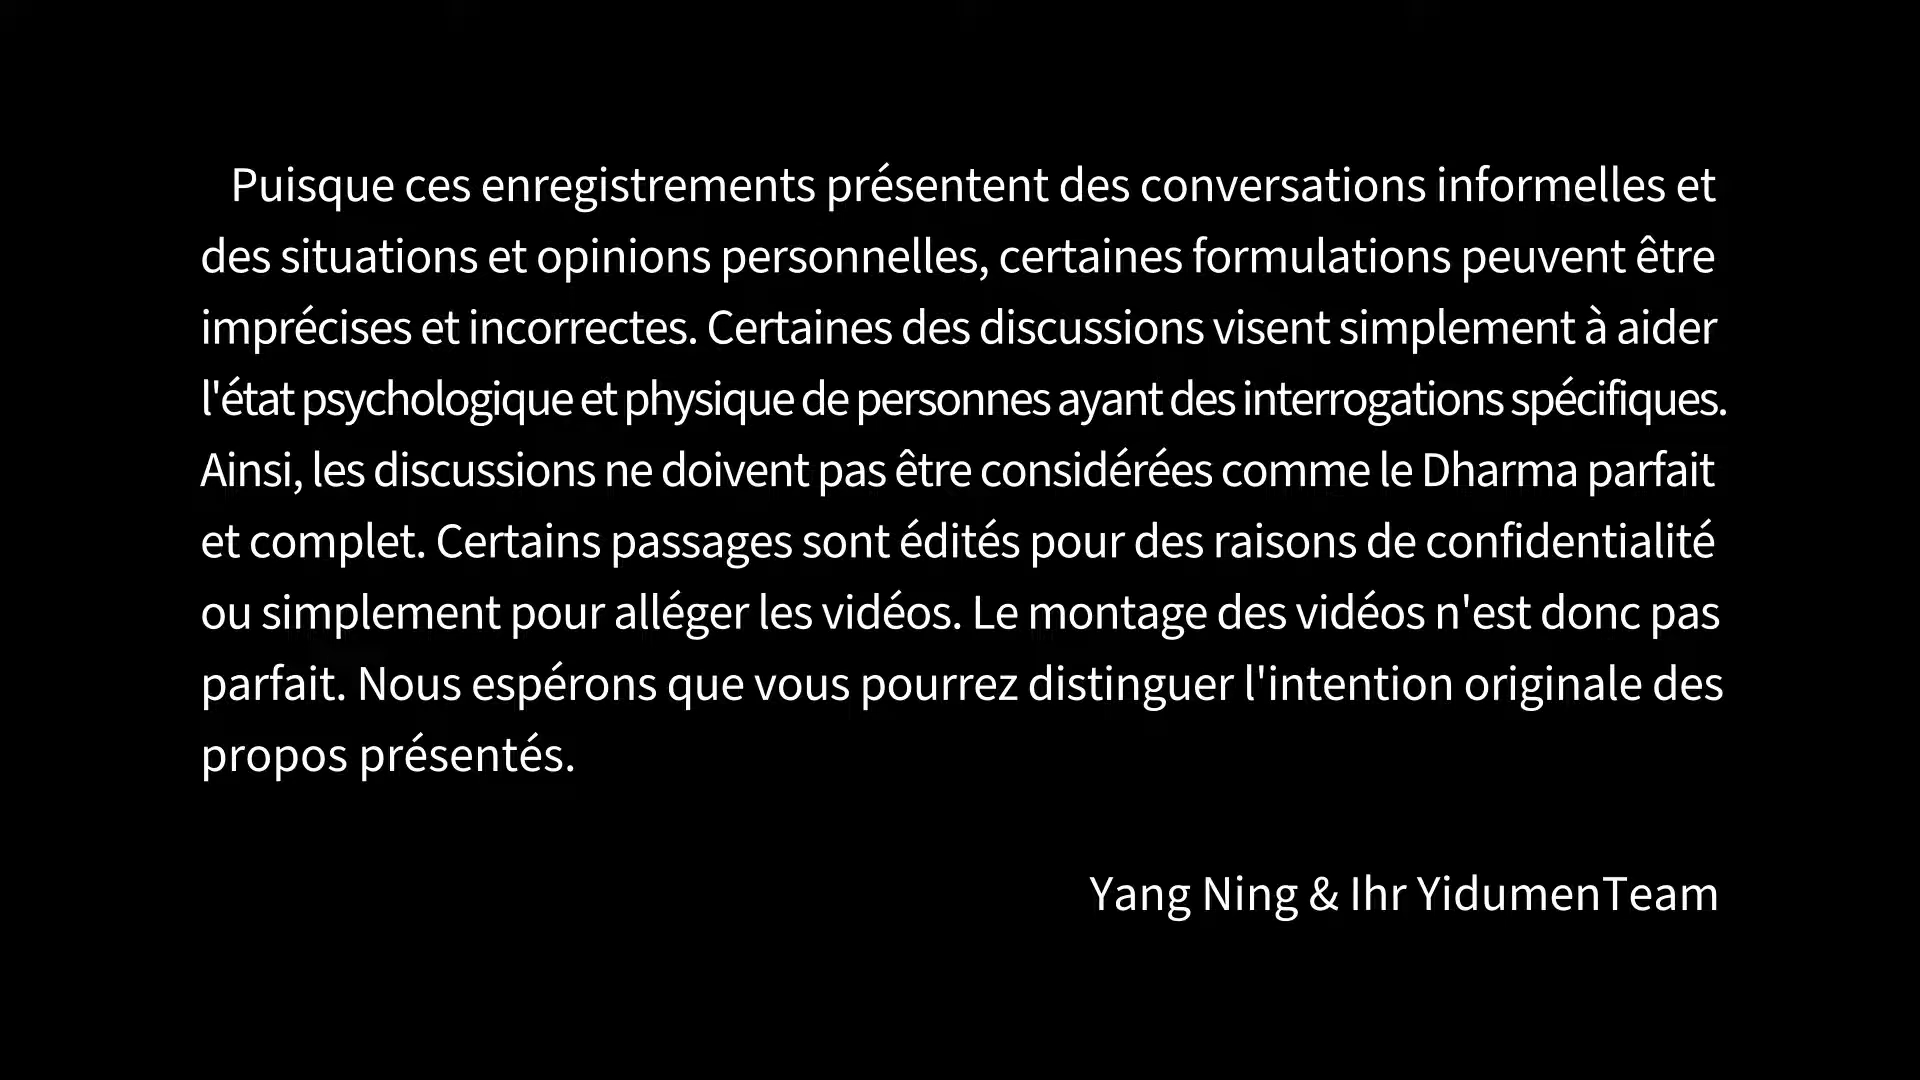 Puisque ces enregistrements présentent des conversations informelles et
des situations et opinions personnelles, certaines formulations peuvent être
imprécises et incorrectes. Certaines des discussions visent simplement à aider
l'état psychologique et physique de personnes ayant des interrogations spécifiques.
Ainsi, les discussions ne doivent pas être considérées comme le Dharma parfait
et complet. Certains passages sont édités pour des raisons de confidentialité
ou simplement pour alléger les vidéos. Le montage des vidéos n'est donc pas
parfait. Nous espérons que vous pourrez distinguer l'intention originale des
propos présentés.
Yang Ning & Ihr YidumenTeam